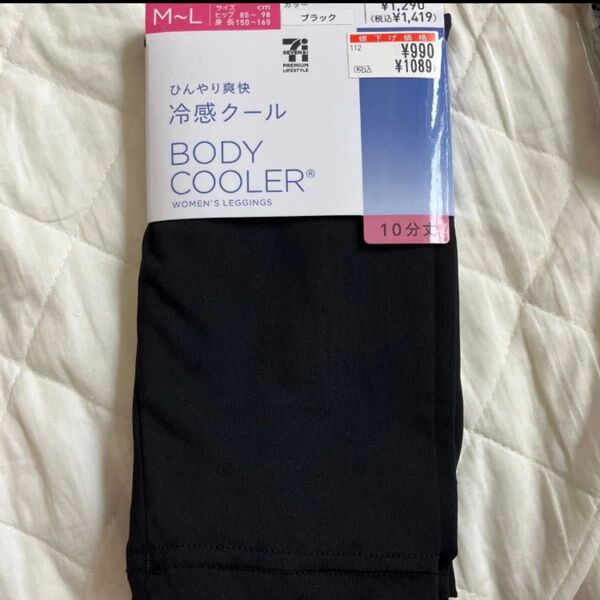 M~L
サイズ cm
ヒップ 85~98
身長 150~165
カラー
ブラック
¥1,290
(税込¥1,419)
値下げ価格
112
¥990
(税込 ¥1089)
7i
SEVEN&i
PREMIUM
LIFESTYLE
ひんやり爽快
冷感クール
BODY
COOLER®
WOMEN'S LEGGINGS
10分丈